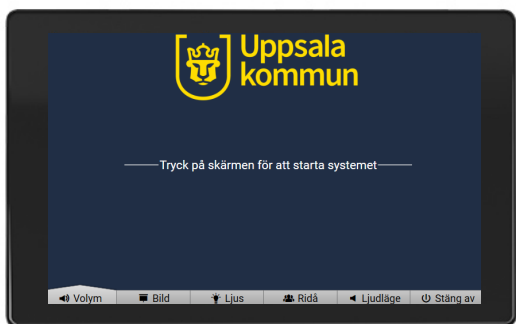 Uppsala
kommun
Tryck på skärmen för att starta systemet
Volym
Bild
Ljus
Ridå
Ljudläge
Stäng av